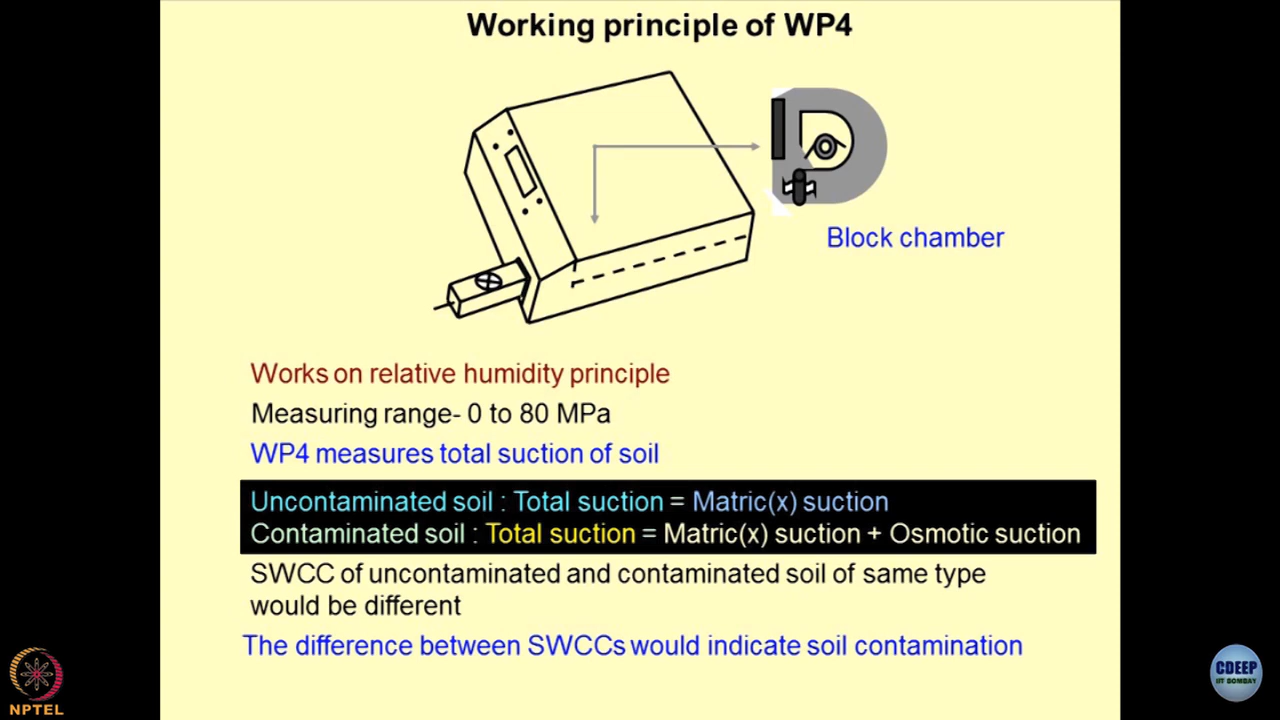 Working principle of WP4
Block chamber
Works on relative humidity principle
Measuring range- 0 to 80 MPa
WP4 measures total suction of soil
Uncontaminated soil : Total suction = Matric(x) suction
Contaminated soil : Total suction = Matric(x) suction + Osmotic suction
SWCC of uncontaminated and contaminated soil of same type
would be different
The difference between SWCCs would indicate soil contamination
NPTEL
CDEEP
IIT BOMBAY